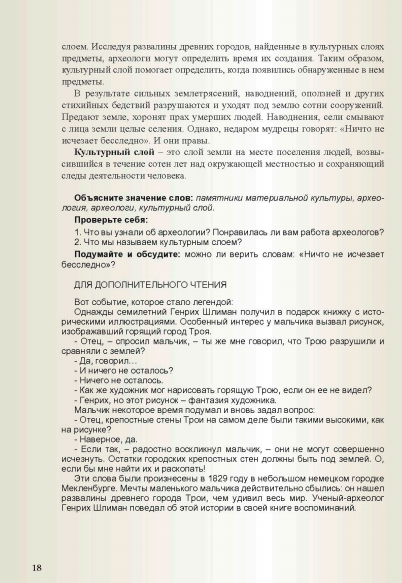 слоем. Исследуя развалины древних городов, найденные в культурных слоях
предметы, археологи могут определить время их создания. Таким образом,
культурный слой помогает определить, когда появились обнаруженные в нем
предметы.
В результате сильных землетрясений, наводнений, оползней и других
стихийных бедствий разрушаются и уходят под землю сотни сооружений.
Предают земле, хоронят прах умерших людей. Наводнения, сели смывают
с лица земли целые селения. Однако, недаром мудрецы говорят: «Ничто не
исчезает бесследно». И они правы.
Культурный слой – это слой земли на месте поселения людей, возвы-
сившийся в течение сотен лет над окружающей местностью и сохраняющий
следы деятельности человека.
Объясните значение слов: памятники материальной культуры, архео-
логия, археологи, культурный слой.
Проверьте себя:
1. Что вы узнали об археологии? Понравилась ли вам работа археологов?
2. Что мы называем культурным слоем?
Подумайте и обсудите: можно ли верить словам: «Ничто не исчезает
бесследно»?
ДЛЯ ДОПОЛНИТЕЛЬНОГО ЧТЕНИЯ
Вот событие, которое стало легендой:
Однажды семилетний Генрих Шлиман получил в подарок книжку с исто-
рическими иллюстрациями. Особенный интерес у мальчика вызвал рисунок,
изображавший горящий город Троя.
- Отец, – спросил мальчик, – ты же мне говорил, что Трою разрушили и
сравняли с землей?
- Да, говорил…
- И ничего не осталось?
- Ничего не осталось.
- Как же художник мог нарисовать горящую Трою, если он ее не видел?
- Генрих, но этот рисунок – фантазия художника.
Мальчик некоторое время подумал и вновь задал вопрос:
- Отец, крепостные стены Трои на самом деле были такими высокими, как
на рисунке?
- Наверное, да.
- Если так, – радостно воскликнул мальчик, – они не могут совершенно
исчезнуть. Остатки городских крепостных стен должны быть под землей. О,
если бы мне найти их и раскопать!
Эти слова были произнесены в 1829 году в небольшом немецком городке
Мекленбурге. Мечты маленького мальчика действительно сбылись: он нашел
развалины древнего города Трои, чем удивил весь мир. Ученый-археолог
Генрих Шлиман поведал об этой истории в своей книге воспоминаний.
18